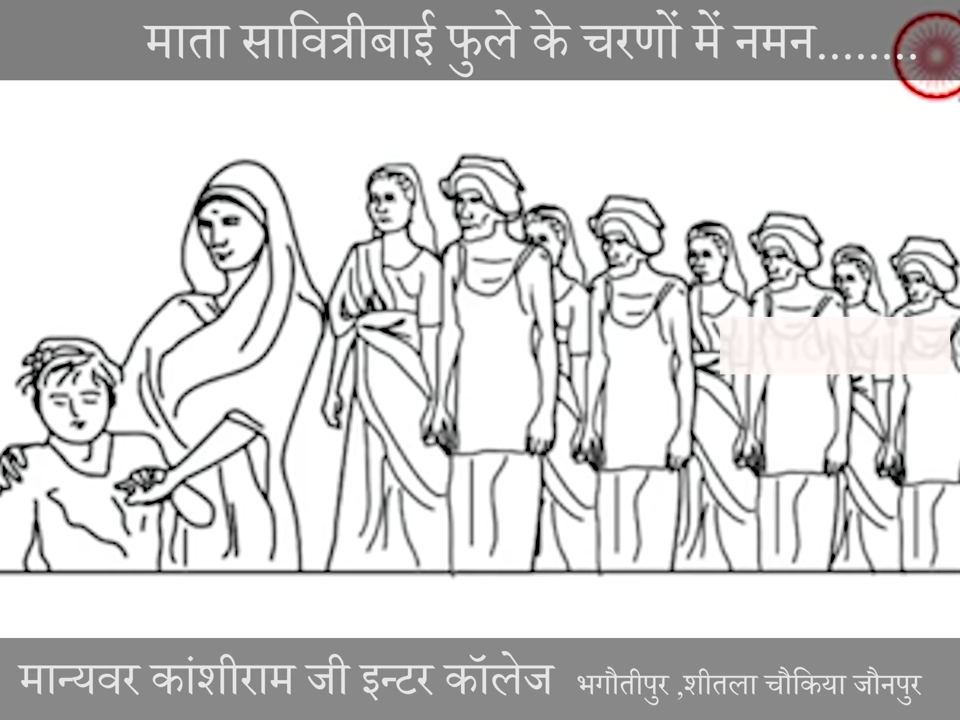 माता सावित्रीबाई फुले के चरणों में नमन........
मान्यवर कांशीराम जी इन्टर कॉलेज भगौतीपुर ,शीतला चौकिया जौनपुर